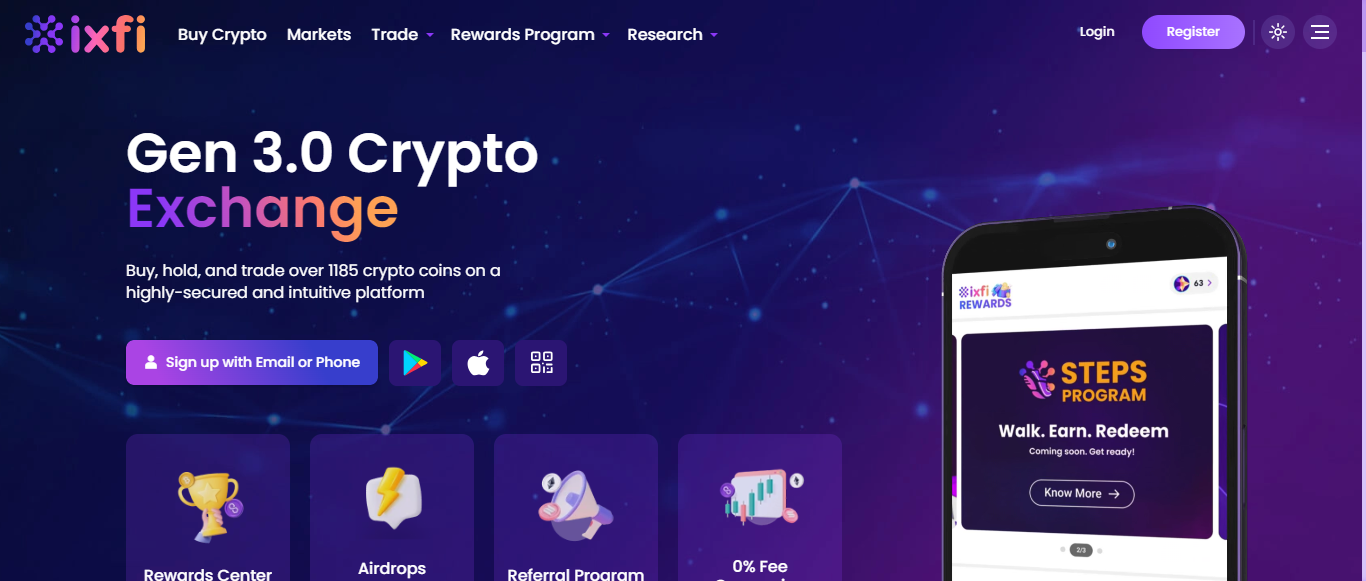 ixfi
Buy Crypto
Markets
Trade
Rewards Program
Research
Login
Register
Gen 3.0 Crypto
Exchange
Buy, hold, and trade over 1185 crypto coins on a
highly-secured and intuitive platform
Sign up with Email or Phone
Rewards Center
Airdrops
Referral Program
0% Fee
ixfi
REWARDS
63
STEPS
PROGRAM
Walk. Earn. Redeem
Coming soon. Get ready!
Know More →
2/3